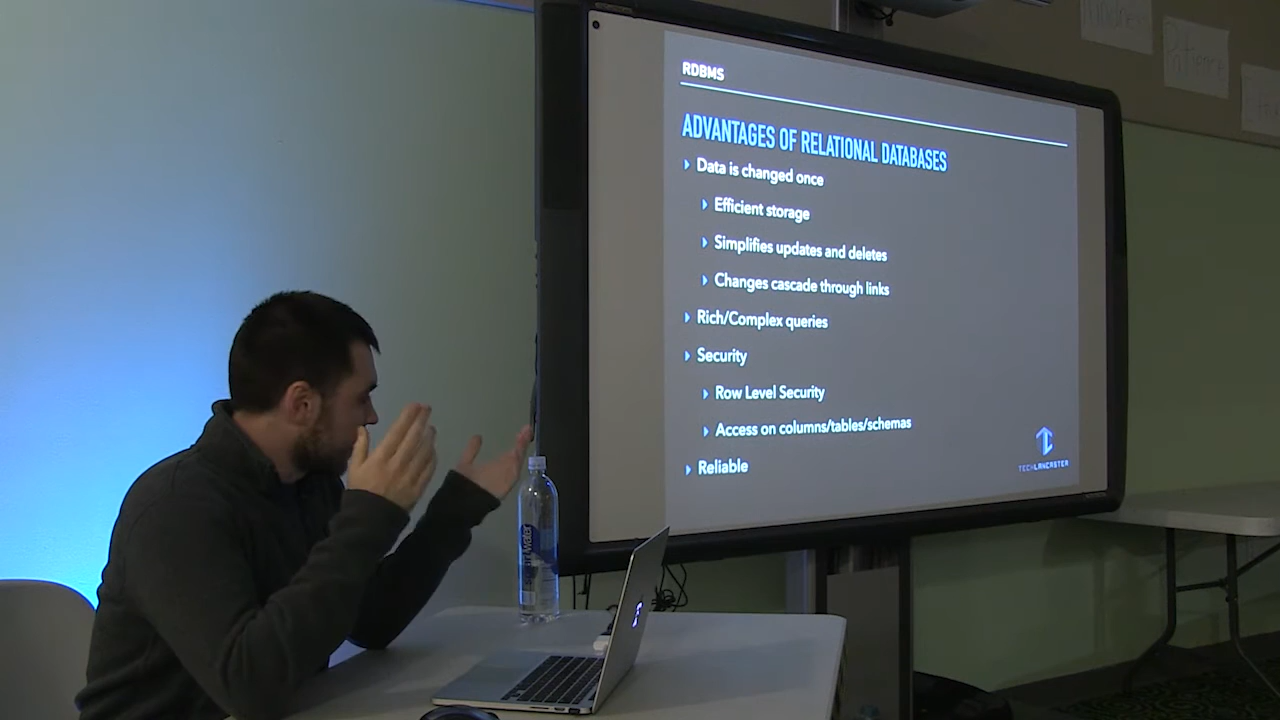 RDBMS
ADVANTAGES OF RELATIONAL DATABASES
Data is changed once
Efficient storage
Simplifies updates and deletes
Changes cascade through links
Rich/Complex queries
Security
Row Level Security
Access on columns/tables/schemas
Reliable
TECHLANCASTER